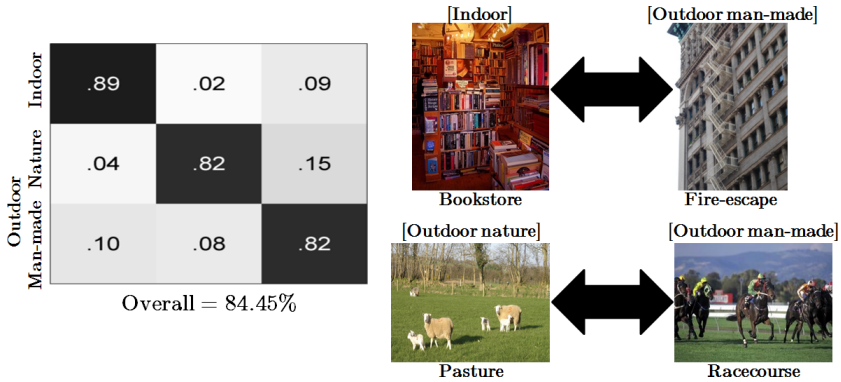 Indoor
Outdoor
Nature
Man-made
.89 .02 .09
.04 .82 .15
.10 .08 .82
Overall = 84.45%
[Indoor] [Outdoor man-made]
Bookstore Fire-escape
[Outdoor nature] [Outdoor man-made]
Pasture Racecourse